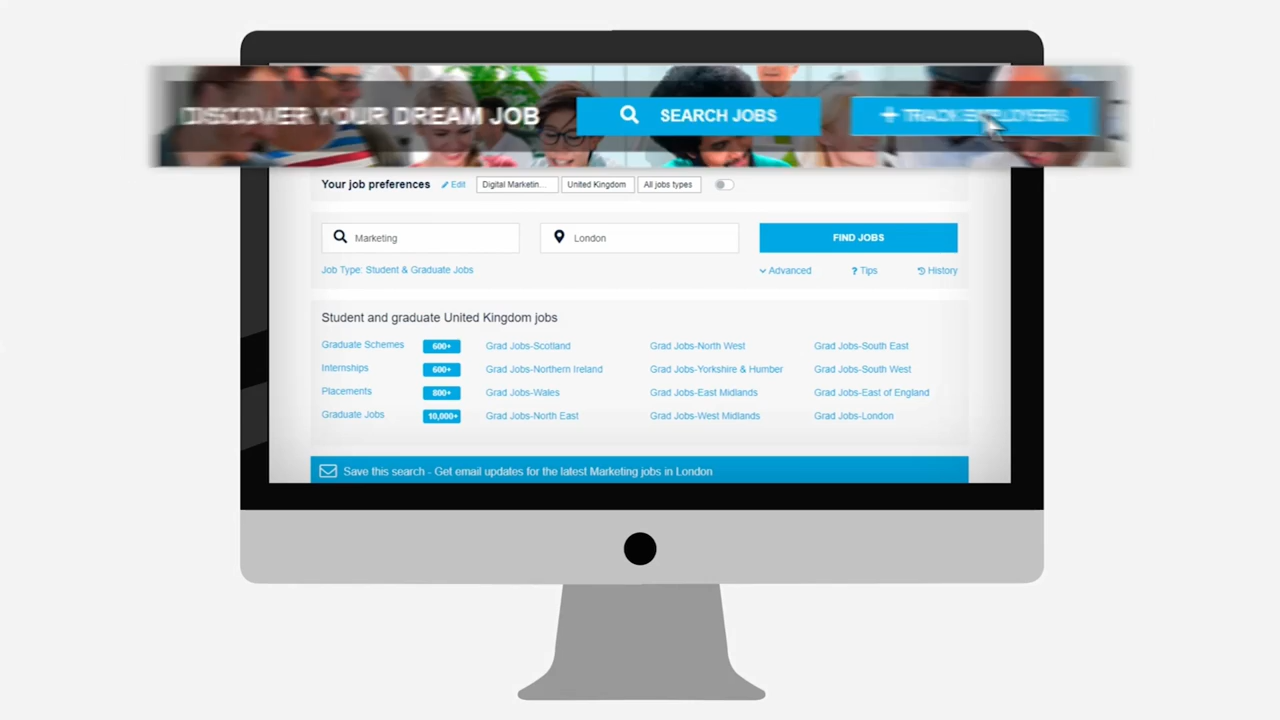 DISCOVER YOUR DREAM JOB
SEARCH JOBS
TRACK EMPLOYERS
Your job preferences Edit Digital Marketin... United Kingdom All jobs types
Marketing London FIND JOBS
Job Type: Student & Graduate Jobs Advanced ? Tips History
Student and graduate United Kingdom jobs
Graduate Schemes 600+ Grad Jobs-Scotland Grad Jobs-North West Grad Jobs-South East
Internships 600+ Grad Jobs-Northern Ireland Grad Jobs-Yorkshire & Humber Grad Jobs-South West
Placements 800+ Grad Jobs-Wales Grad Jobs-East Midlands Grad Jobs-East of England
Graduate Jobs 10,000+ Grad Jobs-North East Grad Jobs-West Midlands Grad Jobs-London
Save this search - Get email updates for the latest Marketing jobs in London